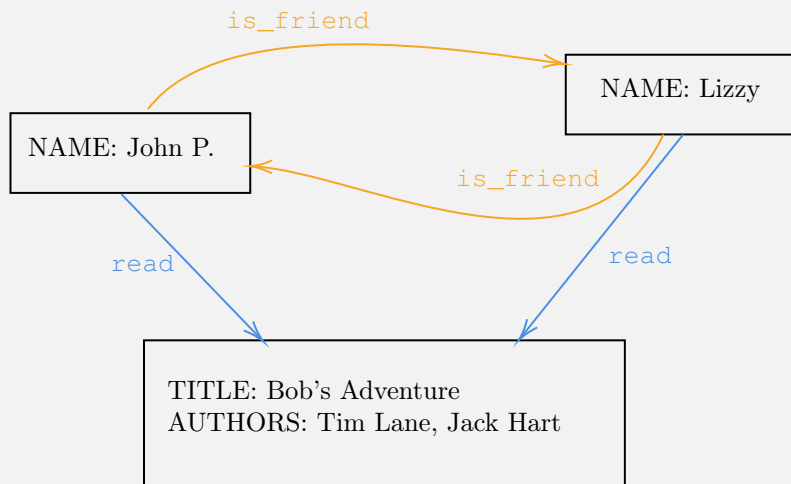 is_friend
NAME: Lizzy
NAME: John P.
is_friend
read
read
TITLE: Bob's Adventure
AUTHORS: Tim Lane, Jack Hart